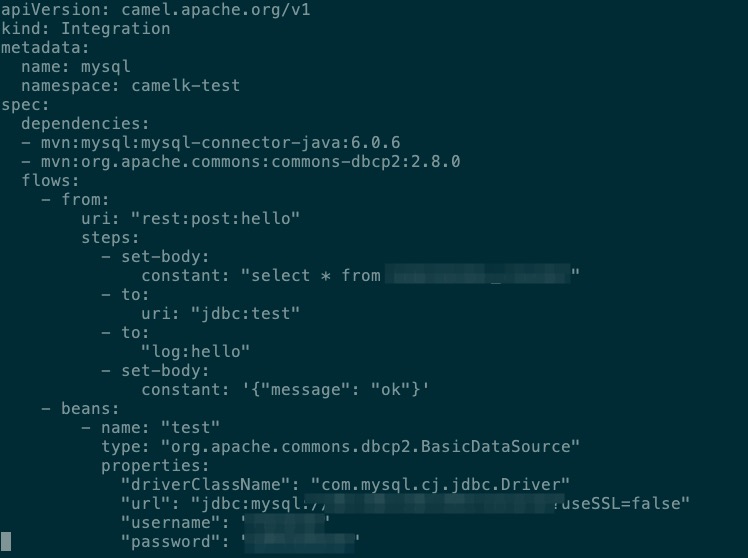 apiVersion: camel.apache.org/v1
kind: Integration
metadata:
  name: mysql
  namespace: camelk-test
spec:
  dependencies:
  - mvn:mysql:mysql-connector-java:6.0.6
  - mvn:org.apache.commons:commons-dbcp2:2.8.0
  flows:
    - from:
        uri: "rest:post:hello"
        steps:
          - set-body:
              constant: "select * from "
          - to:
              uri: "jdbc:test"
          - to:
              "log:hello"
          - set-body:
              constant: '{"message": "ok"}'
    - beans:
        - name: "test"
          type: "org.apache.commons.dbcp2.BasicDataSource"
          properties:
            "driverClassName": "com.mysql.cj.jdbc.Driver"
            "url": "jdbc:mysql://?useSSL=false"
            "username": ''
            "password": ''